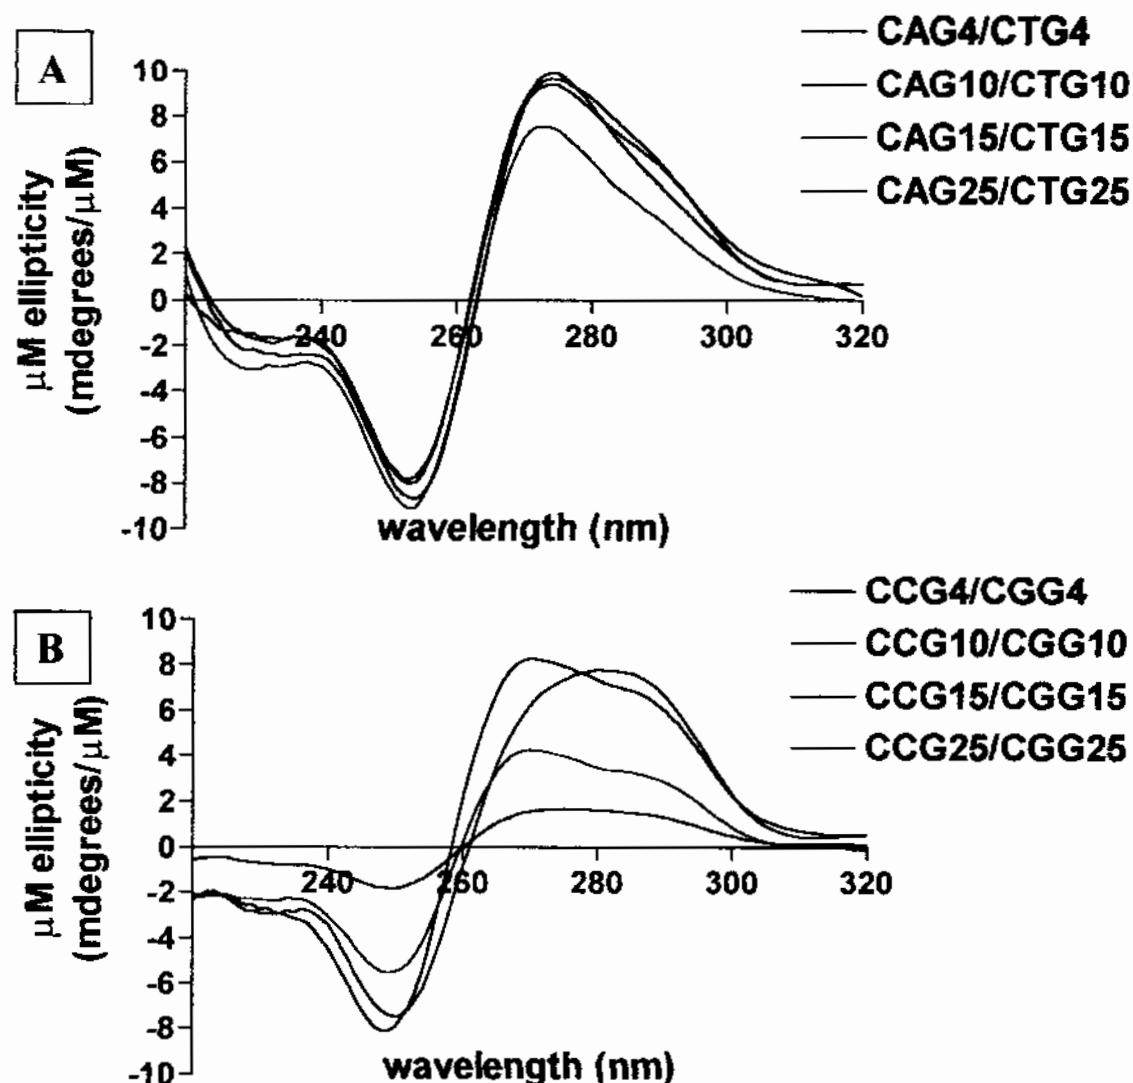 A
CAG4/CTG4
CAG10/CTG10
CAG15/CTG15
CAG25/CTG25
μM ellipticity
(mdegrees/μM)
10
8
6
4
2
0
-2
-4
-6
-8
-10
240
260
280
300
320
wavelength (nm)
B
CCG4/CGG4
CCG10/CGG10
CCG15/CGG15
CCG25/CGG25
μM ellipticity
(mdegrees/μM)
10
8
6
4
2
0
-2
-4
-6
-8
-10
240
260
280
300
320
wavelength (nm)